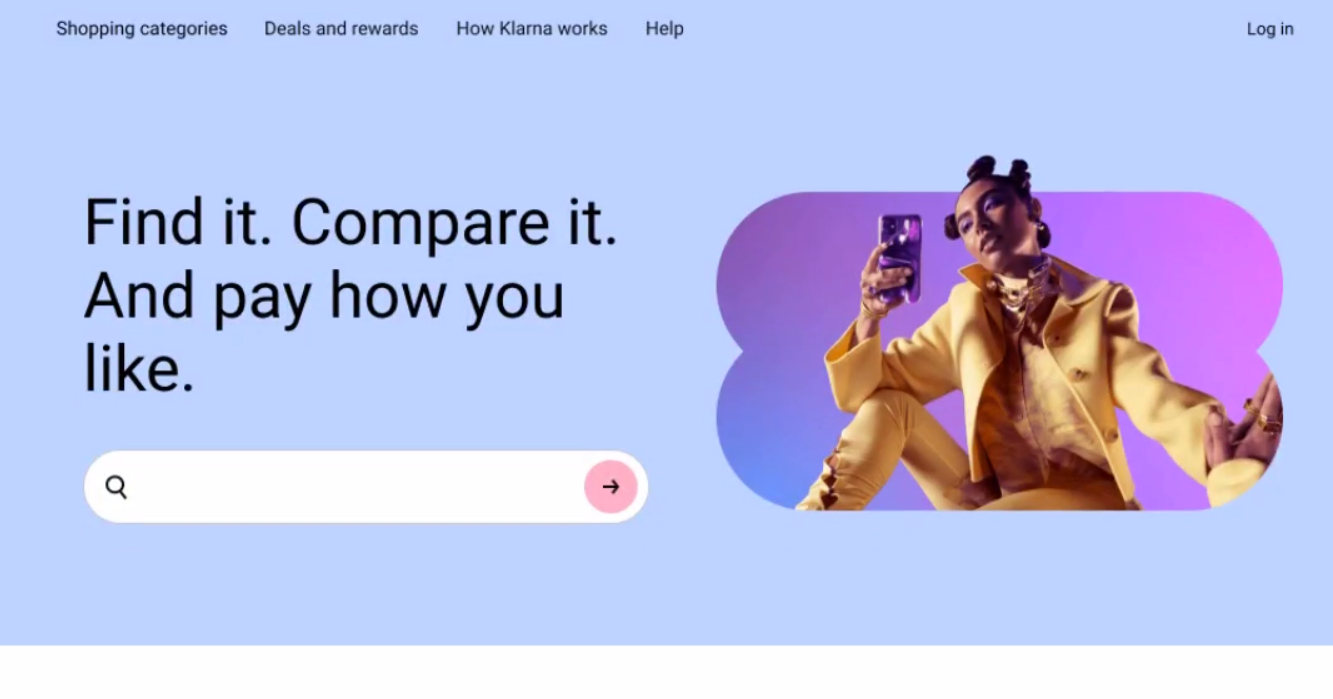 Shopping categories
Deals and rewards
How Klarna works
Help
Log in
Find it. Compare it.
And pay how you
like.